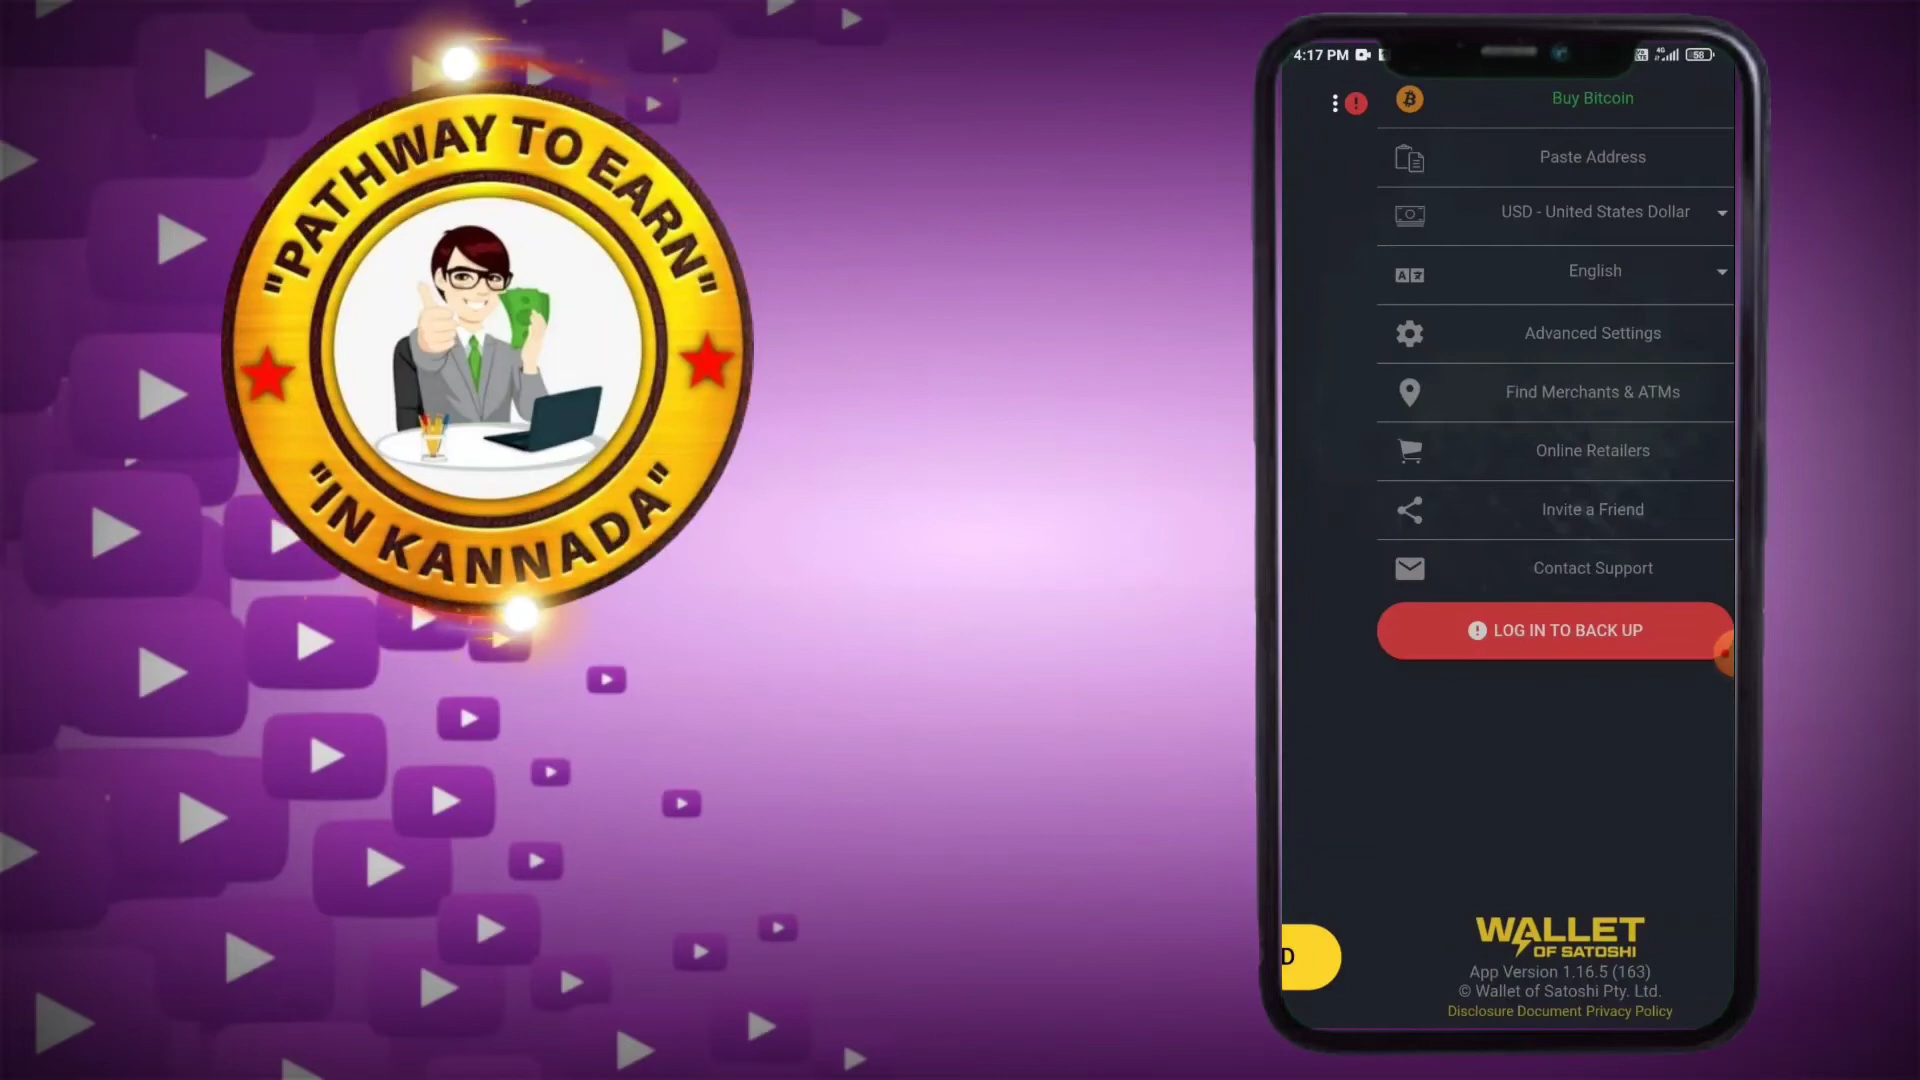 "PATHWAY TO EARN"
"IN KANNADA"
4:17 PM
58
Buy Bitcoin
Paste Address
USD - United States Dollar
English
Advanced Settings
Find Merchants & ATMs
Online Retailers
Invite a Friend
Contact Support
LOG IN TO BACK UP
D
WALLET
OF SATOSHI
App Version 1.16.5 (163)
© Wallet of Satoshi Pty. Ltd.
Disclosure Document Privacy Policy